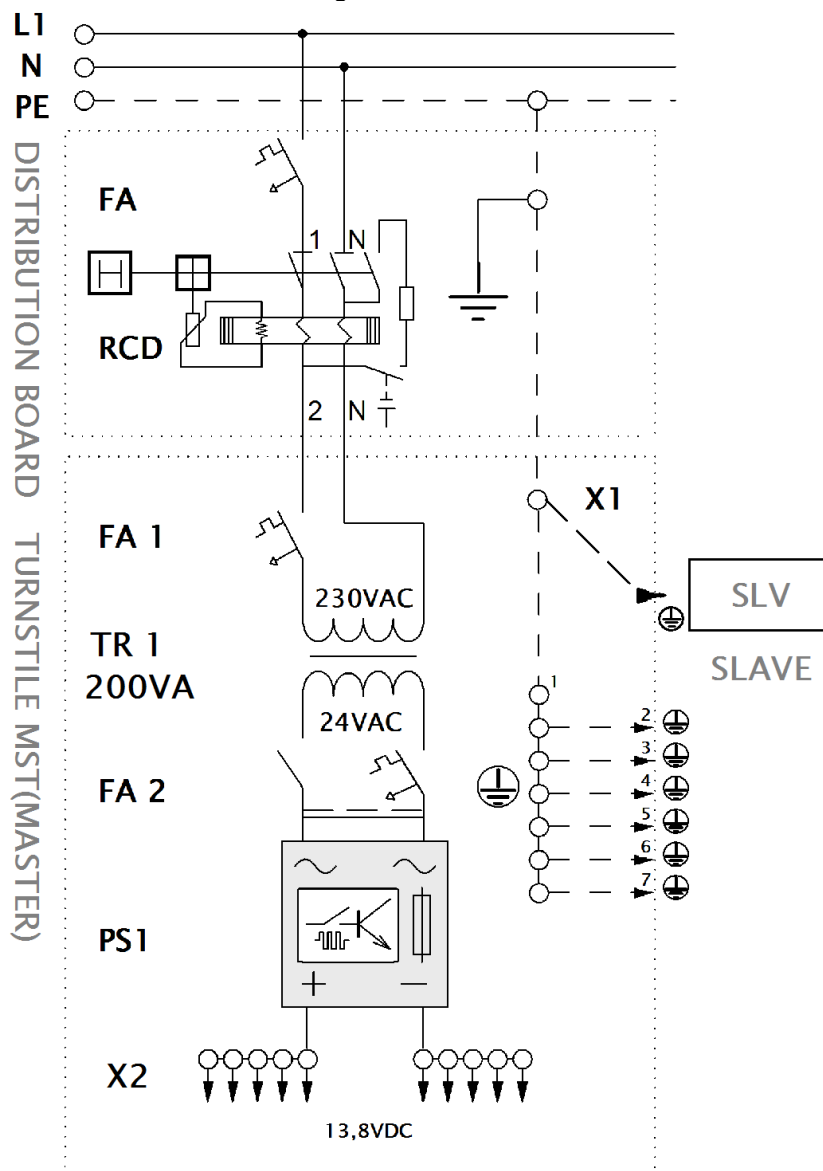 L1
N
PE
DISTRIBUTION BOARD
FA
1 N
RCD
2 N
X1
FA 1
230VAC
SLV
TR 1
200VA
SLAVE
24VAC
1
2
3
FA 2
4
5
6
7
TURNSTILE MST(MASTER)
PS1
+ −
X2
13,8VDC